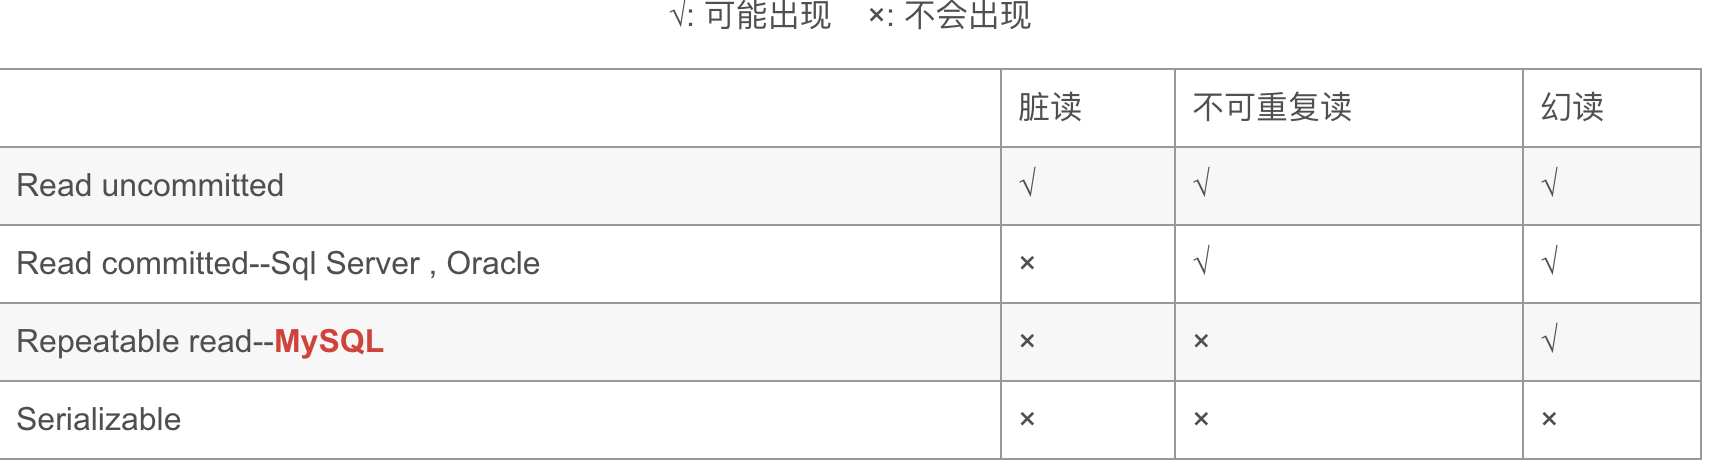 √: 可能出现 ×: 不会出现
脏读 不可重复读 幻读
Read uncommitted √ √ √
Read committed--Sql Server , Oracle × √ √
Repeatable read--MySQL × × √
Serializable × × ×